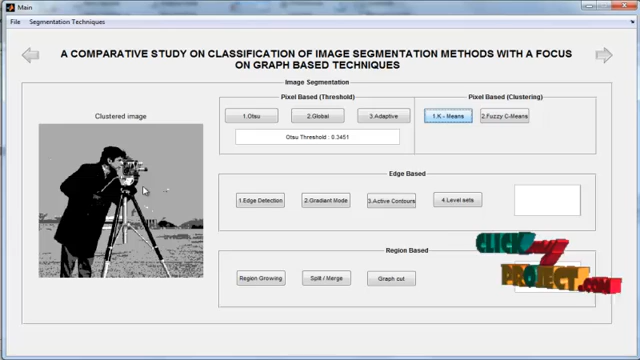 Main
File Segmentation Techniques
A COMPARATIVE STUDY ON CLASSIFICATION OF IMAGE SEGMENTATION METHODS WITH A FOCUS
ON GRAPH BASED TECHNIQUES
Image Segmentation
Pixel Based (Threshold)
Pixel Based (Clustering)
Clustered image
1.Otsu
2.Global
3.Adaptive
1.K - Means
2.Fuzzy C-Means
Otsu Threshold : 0.3451
Edge Based
1.Edge Detection
2.Gradiant Mode
3.Active Contours
4.Level sets
Region Based
Region Growing
Split / Merge
Graph cut
CLICK my
PROJECT.COM